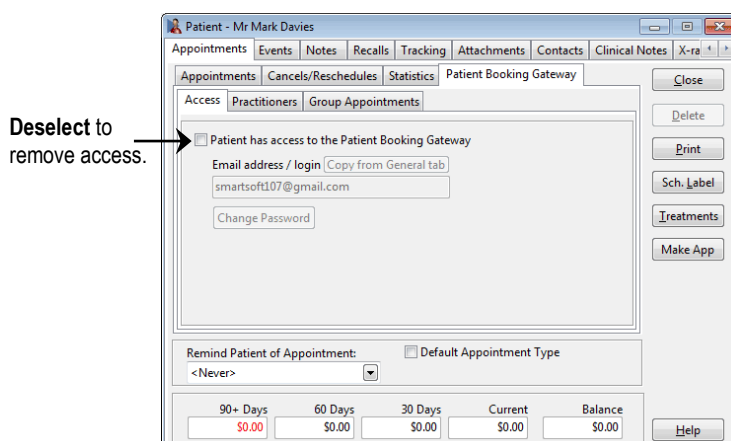 Patient - Mr Mark Davies
Appointments Events Notes Recalls Tracking Attachments Contacts Clinical Notes X-ra
Appointments Cancels/Reschedules Statistics Patient Booking Gateway
Close
Access Practitioners Group Appointments
Delete
Deselect to
remove access.
Patient has access to the Patient Booking Gateway
Print
Email address / login Copy from General tab
smartsoft107@gmail.com
Sch. Label
Change Password
Treatments
Make App
Remind Patient of Appointment:
Default Appointment Type
<Never>
90+ Days 60 Days 30 Days Current Balance
$0.00 $0.00 $0.00 $0.00 $0.00
Help